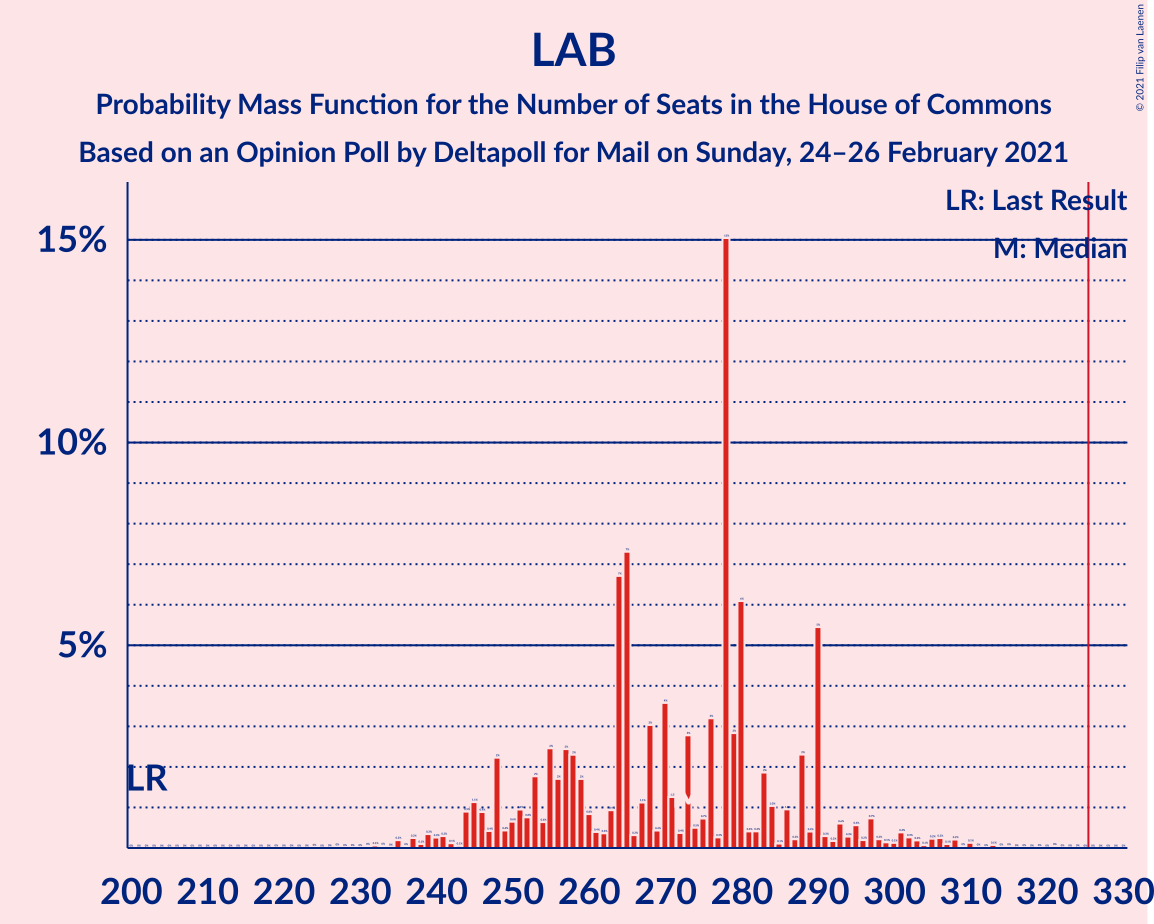 LAB
Probability Mass Function for the Number of Seats in the House of Commons
Based on an Opinion Poll by Deltapoll for Mail on Sunday, 24–26 February 2021
© 2021 Filip van Laenen
LR: Last Result
M: Median
15%
10%
5%
LR
200 210 220 230 240 250 260 270 280 290 300 310 320 330